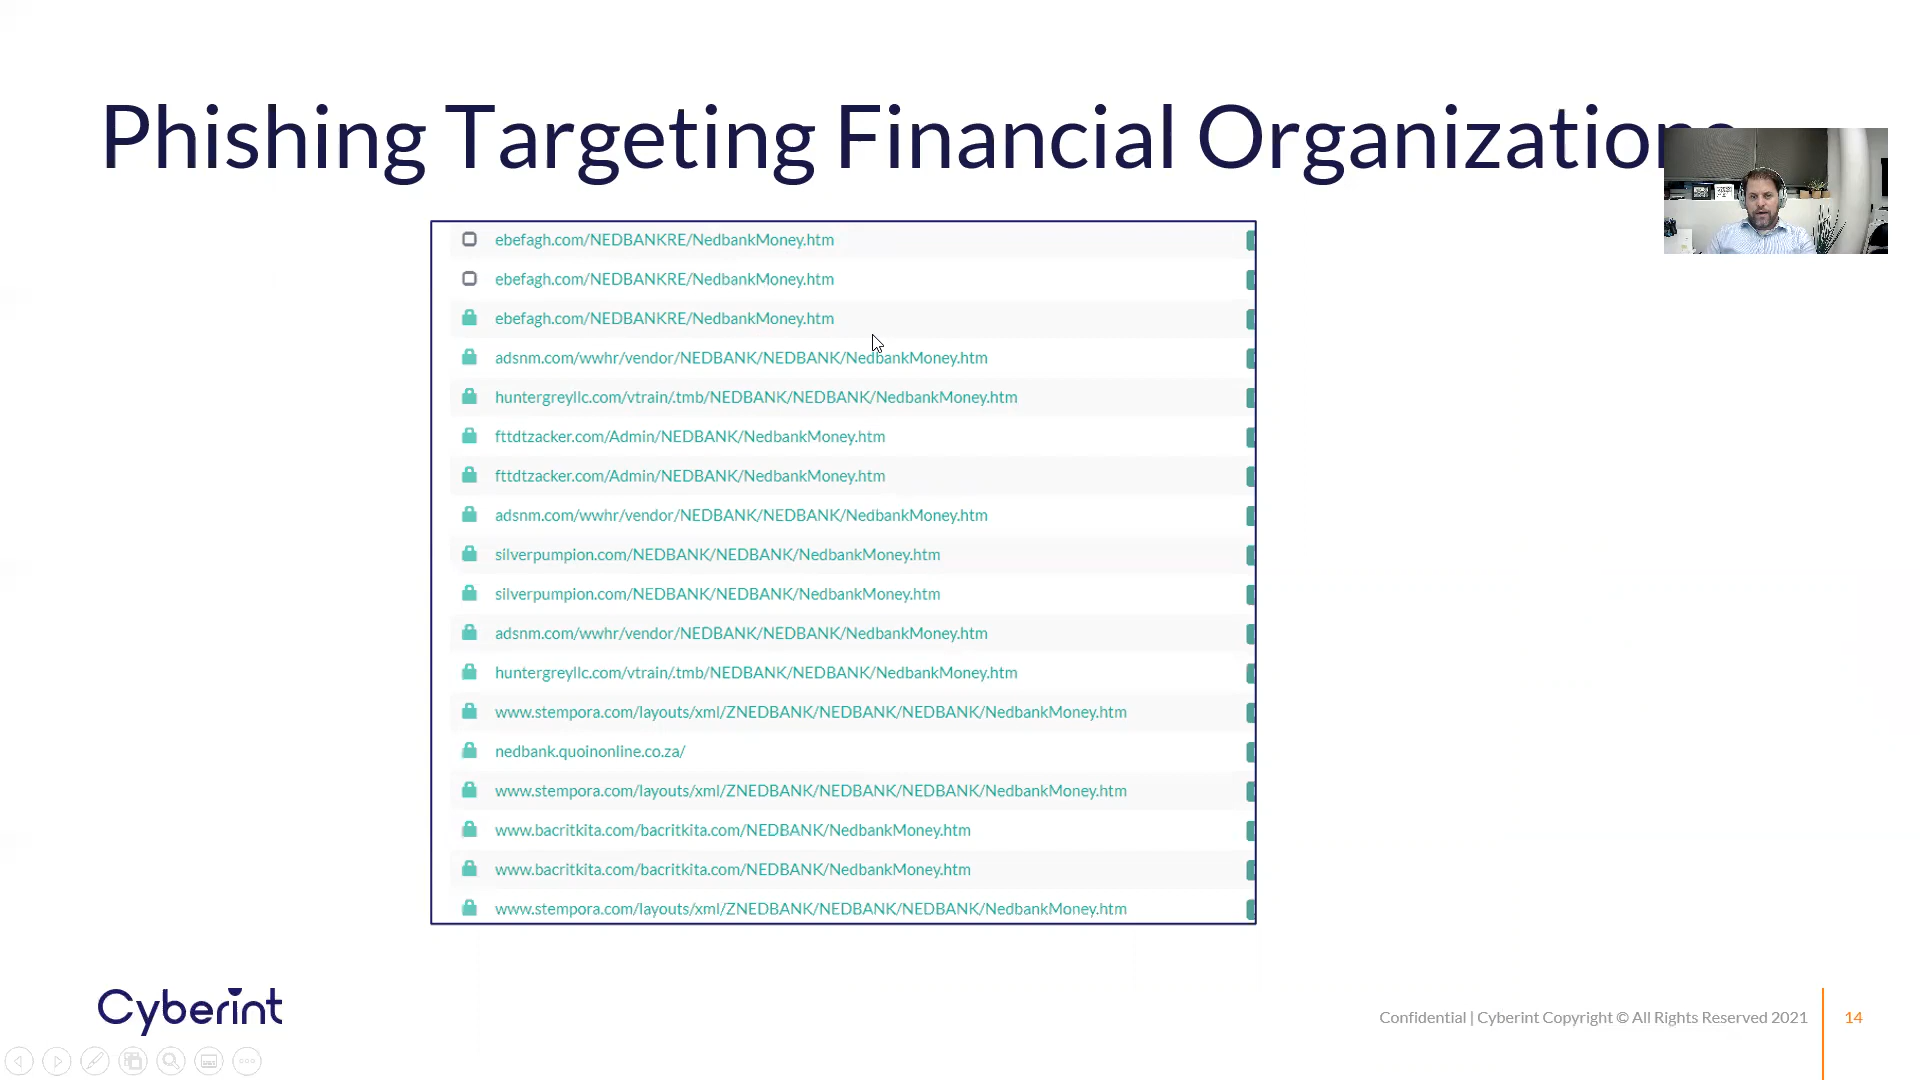 Phishing Targeting Financial Organizations
ebefagh.com/NEDBANKRE/NedbankMoney.htm
ebefagh.com/NEDBANKRE/NedbankMoney.htm
ebefagh.com/NEDBANKRE/NedbankMoney.htm
adsnm.com/wwhr/vendor/NEDBANK/NEDBANK/NedbankMoney.htm
huntergreyllc.com/vtrain/.tmb/NEDBANK/NEDBANK/NedbankMoney.htm
fttdtzacker.com/Admin/NEDBANK/NedbankMoney.htm
fttdtzacker.com/Admin/NEDBANK/NedbankMoney.htm
adsnm.com/wwhr/vendor/NEDBANK/NEDBANK/NedbankMoney.htm
silverpumpion.com/NEDBANK/NEDBANK/NedbankMoney.htm
silverpumpion.com/NEDBANK/NEDBANK/NedbankMoney.htm
adsnm.com/wwhr/vendor/NEDBANK/NEDBANK/NedbankMoney.htm
huntergreyllc.com/vtrain/.tmb/NEDBANK/NEDBANK/NedbankMoney.htm
www.stempora.com/layouts/xml/ZNEDBANK/NEDBANK/NEDBANK/NedbankMoney.htm
nedbank.quoinonline.co.za/
www.stempora.com/layouts/xml/ZNEDBANK/NEDBANK/NEDBANK/NedbankMoney.htm
www.bacritkita.com/bacritkita.com/NEDBANK/NedbankMoney.htm
www.bacritkita.com/bacritkita.com/NEDBANK/NedbankMoney.htm
www.stempora.com/layouts/xml/ZNEDBANK/NEDBANK/NEDBANK/NedbankMoney.htm
Cyberint
Confidential | Cyberint Copyright © All Rights Reserved 2021
14